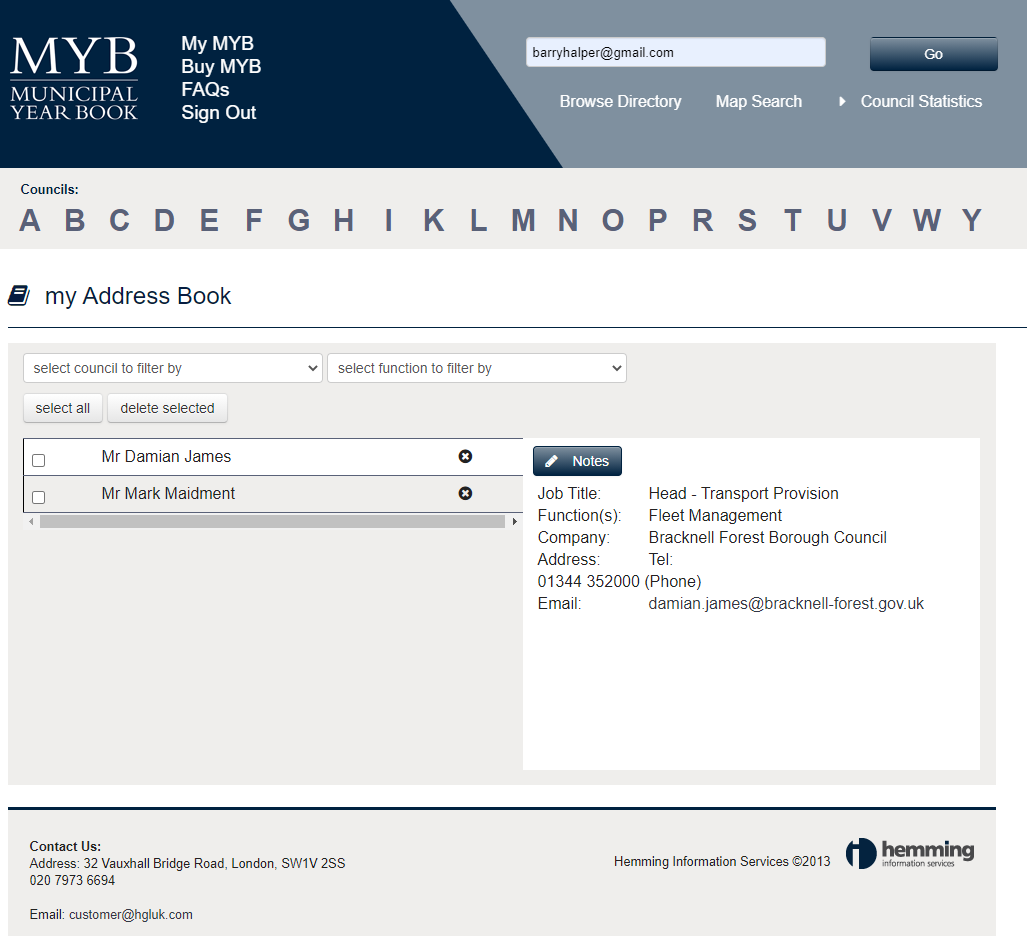 MYB
MUNICIPAL
YEAR BOOK
My MYB
Buy MYB
FAQs
Sign Out
barryhalper@gmail.com
Go
Browse Directory Map Search Council Statistics
Councils:
A B C D E F G H I K L M N O P R S T U V W Y
my Address Book
select council to filter by select function to filter by
select all delete selected
Mr Damian James
Mr Mark Maidment
Notes
Job Title: Head - Transport Provision
Function(s): Fleet Management
Company: Bracknell Forest Borough Council
Address: Tel:
01344 352000 (Phone)
Email: damian.james@bracknell-forest.gov.uk
Contact Us:
Address: 32 Vauxhall Bridge Road, London, SW1V 2SS
020 7973 6694
Email: customer@hgluk.com
Hemming Information Services ©2013
hemming
information services